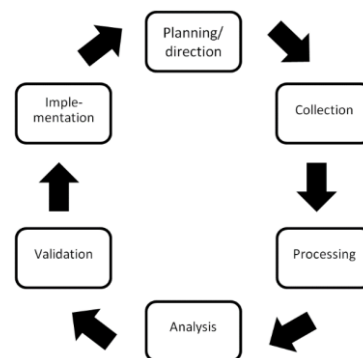 Planning/
direction
Collection
Processing
Analysis
Validation
Imple-
mentation